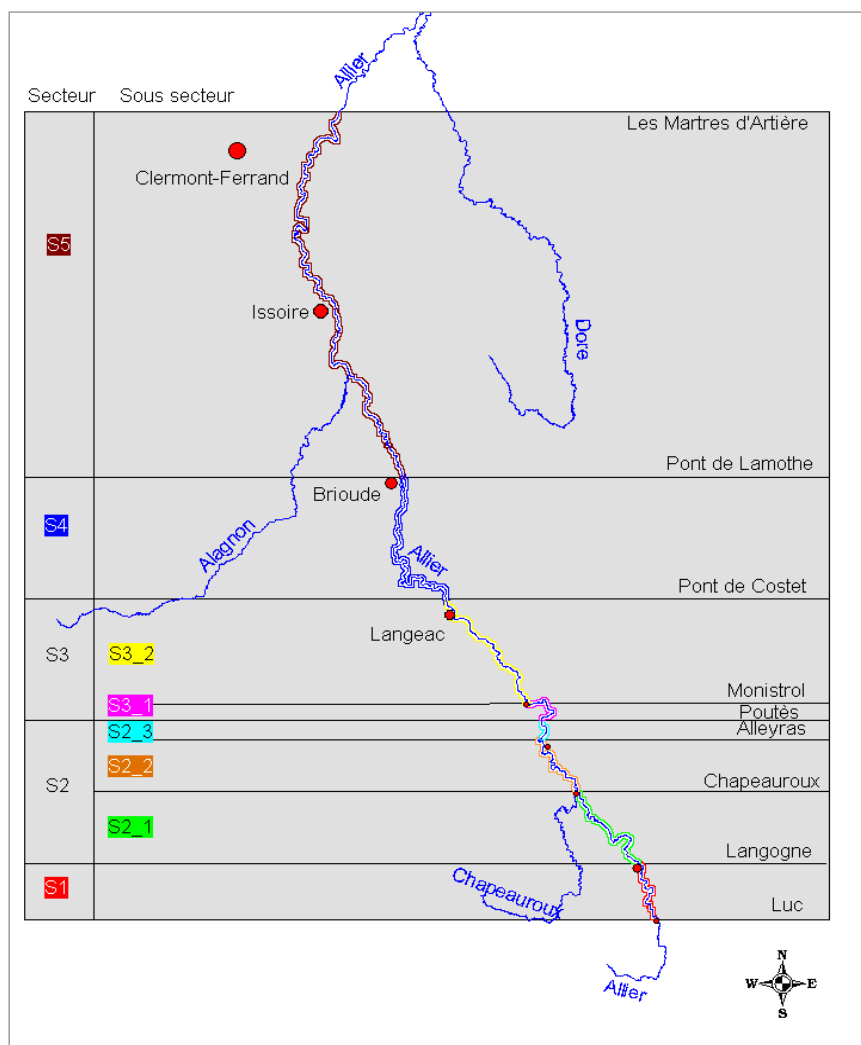 Allier
Secteur
Sous secteur
Les Martres d'Artière
Clermont-Ferrand
S5
Issoire
Dore
Pont de Lamothe
Brioude
S4
Alagnon
Allier
Pont de Costet
Langeac
S3
S3_2
Monistrol
S3_1
Poutès
S2_3
Alleyras
S2_2
Chapeauroux
S2
S2_1
Langogne
S1
Chapeauroux
Luc
Allier
N
W
E
S